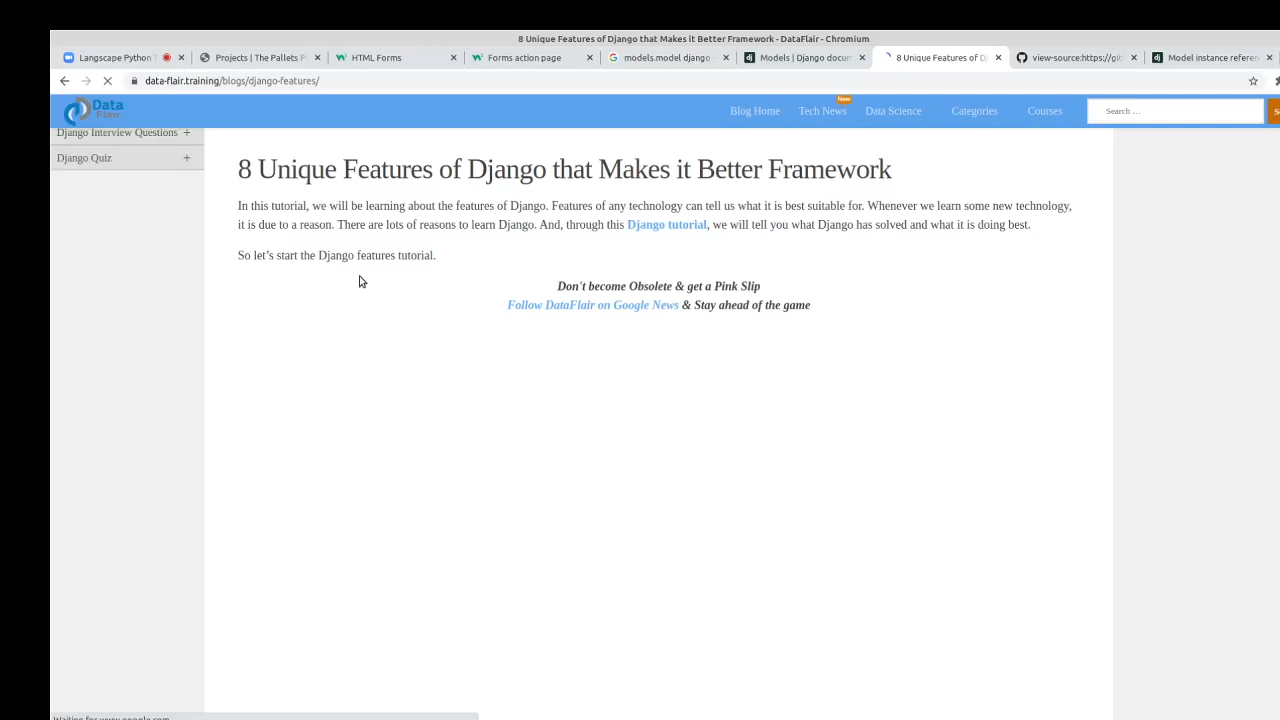 8 Unique Features of Django that Makes it Better Framework - DataFlair - Chromium
Langscape Python T
Projects | The Pallets P
HTML Forms
Forms action page
models.model django -
Models | Django docum
8 Unique Features of Dj
view-source:https://git
Model instance referen
data-flair.training/blogs/django-features/
Data
Flair
Blog Home
New
Tech News
Data Science
Categories
Courses
Search …
Django Interview Questions +
Django Quiz +
8 Unique Features of Django that Makes it Better Framework
In this tutorial, we will be learning about the features of Django. Features of any technology can tell us what it is best suitable for. Whenever we learn some new technology,
it is due to a reason. There are lots of reasons to learn Django. And, through this Django tutorial, we will tell you what Django has solved and what it is doing best.
So let’s start the Django features tutorial.
Don't become Obsolete & get a Pink Slip
Follow DataFlair on Google News & Stay ahead of the game
Waiting for www.google.com